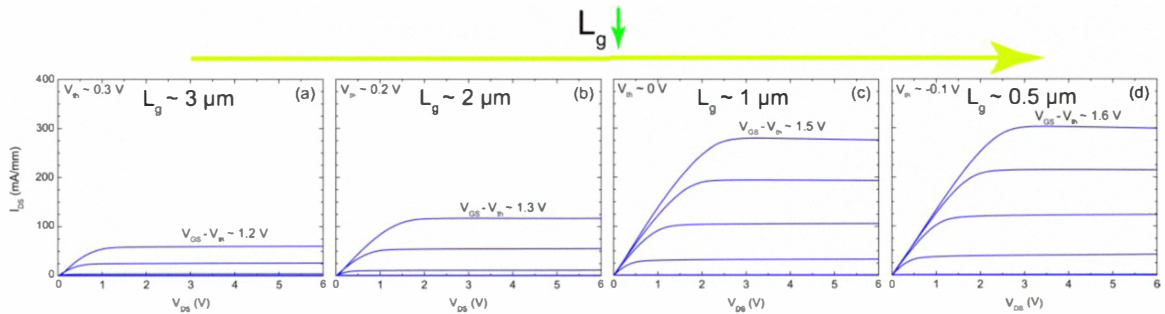 Lg
Vth ~ 0.3 V
(a)
Lg ~ 3 µm
VGS - Vth ~ 1.2 V
400
300
200
100
0
IDS (mA/mm)
0 1 2 3 4 5 6
VDS (V)
Vth ~ 0.2 V
(b)
Lg ~ 2 µm
VGS - Vth ~ 1.3 V
0 1 2 3 4 5 6
VDS (V)
Vth ~ 0 V
(c)
Lg ~ 1 µm
VGS - Vth ~ 1.5 V
0 1 2 3 4 5 6
VDS (V)
Vth ~ -0.1 V
(d)
Lg ~ 0.5 µm
VGS - Vth ~ 1.6 V
0 1 2 3 4 5 6
VDS (V)